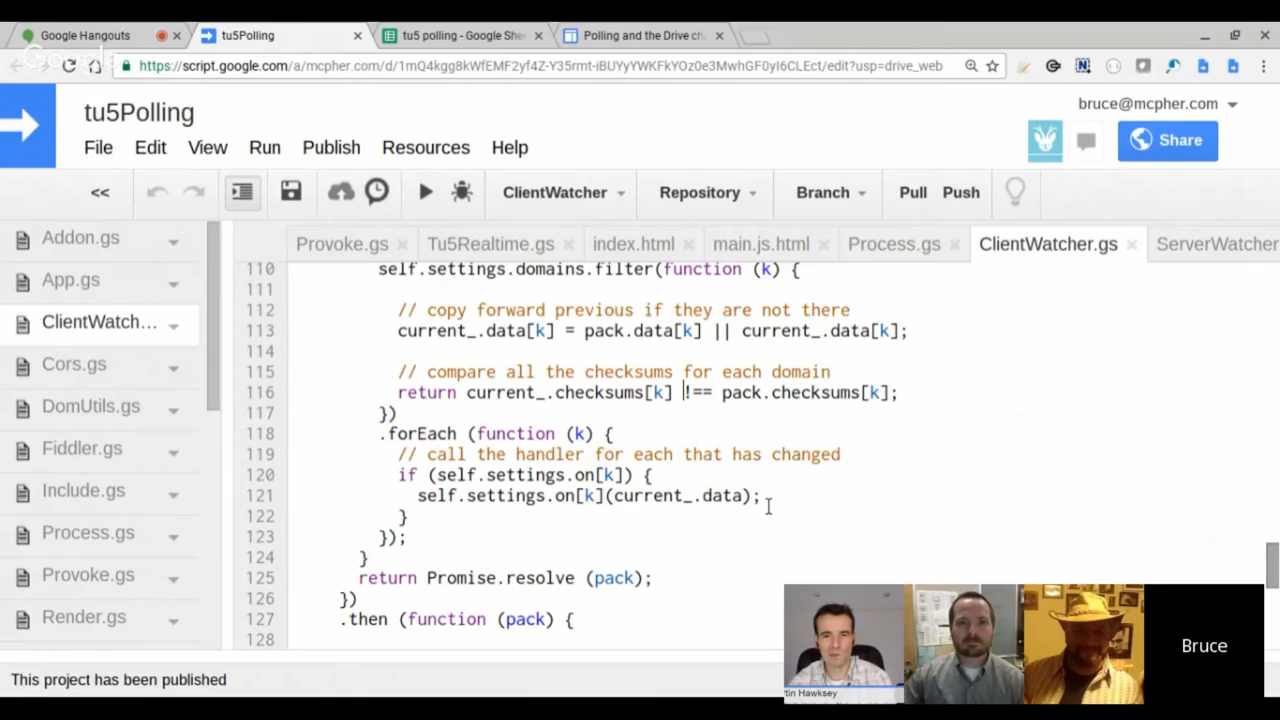 Google Hangouts
tu5Polling
tu5 polling - Google She
Polling and the Drive ch
https://script.google.com/a/mcpher.com/d/1mQ4kgg8kWfEMF2yf4Z-Y35rmt-iBUYyYWKFkYOz0e3MwhGF0yI6CLEct/edit?usp=drive_web
tu5Polling
bruce@mcpher.com
File Edit View Run Publish Resources Help
Share
<< ClientWatcher Repository Branch Pull Push
Provoke.gs Tu5Realtime.gs index.html main.js.html Process.gs ClientWatcher.gs ServerWatcher
Addon.gs
App.gs
ClientWatch...
Cors.gs
DomUtils.gs
Fiddler.gs
Include.gs
Process.gs
Provoke.gs
Render.gs
110 self.settings.domains.filter(function (k) {
111
112 // copy forward previous if they are not there
113 current_.data[k] = pack.data[k] || current_.data[k];
114
115 // compare all the checksums for each domain
116 return current_.checksums[k] !== pack.checksums[k];
117 })
118 .forEach (function (k) {
119 // call the handler for each that has changed
120 if (self.settings.on[k]) {
121 self.settings.on[k](current_.data);
122 }
123 });
124 }
125 return Promise.resolve (pack);
126 })
127 .then (function (pack) {
128
This project has been published
rtin Hawksey
Bruce